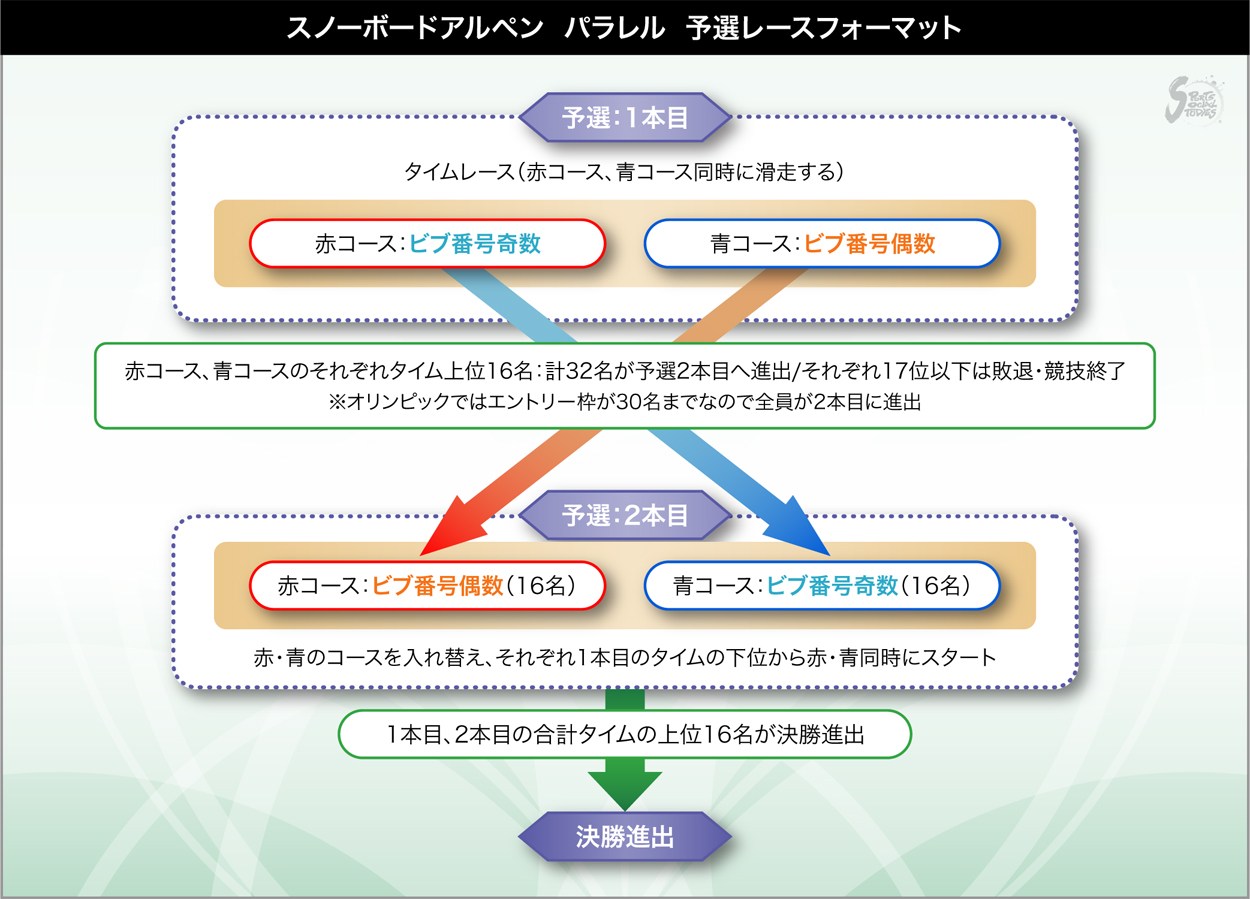 スノーボードアルペン パラレル 予選レースフォーマット
SPORTS
SOCIAL
TODAYS
予選：1本目
タイムレース（赤コース、青コース同時に滑走する）
赤コース：ビブ番号奇数
青コース：ビブ番号偶数
赤コース、青コースのそれぞれタイム上位16名：計32名が予選2本目へ進出/それぞれ17位以下は敗退・競技終了
※オリンピックではエントリー枠が30名までなので全員が2本目に進出
予選：2本目
赤コース：ビブ番号偶数（16名）
青コース：ビブ番号奇数（16名）
赤・青のコースを入れ替え、それぞれ1本目のタイムの下位から赤・青同時にスタート
1本目、2本目の合計タイムの上位16名が決勝進出
決勝進出